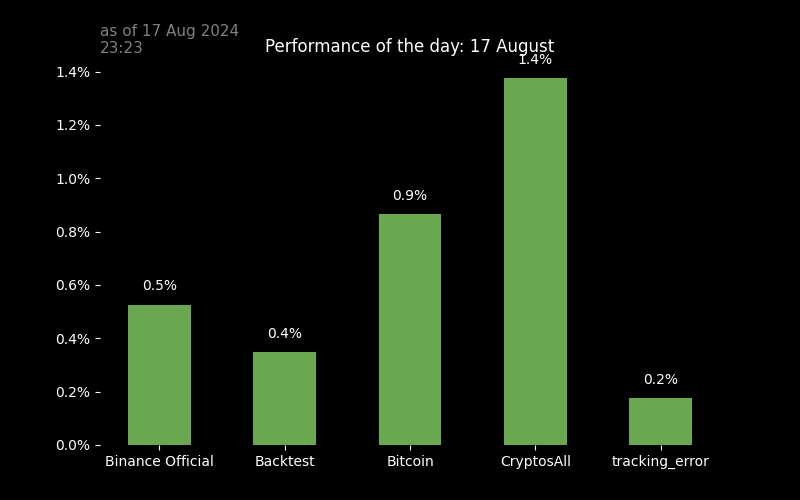 as of 17 Aug 2024
23:23
Performance of the day: 17 August
1.4%
1.4%
1.2%
1.0%
0.9%
0.8%
0.6%
0.5%
0.4%
0.4%
0.2%
0.2%
0.0%
Binance Official
Backtest
Bitcoin
CryptosAll
tracking_error